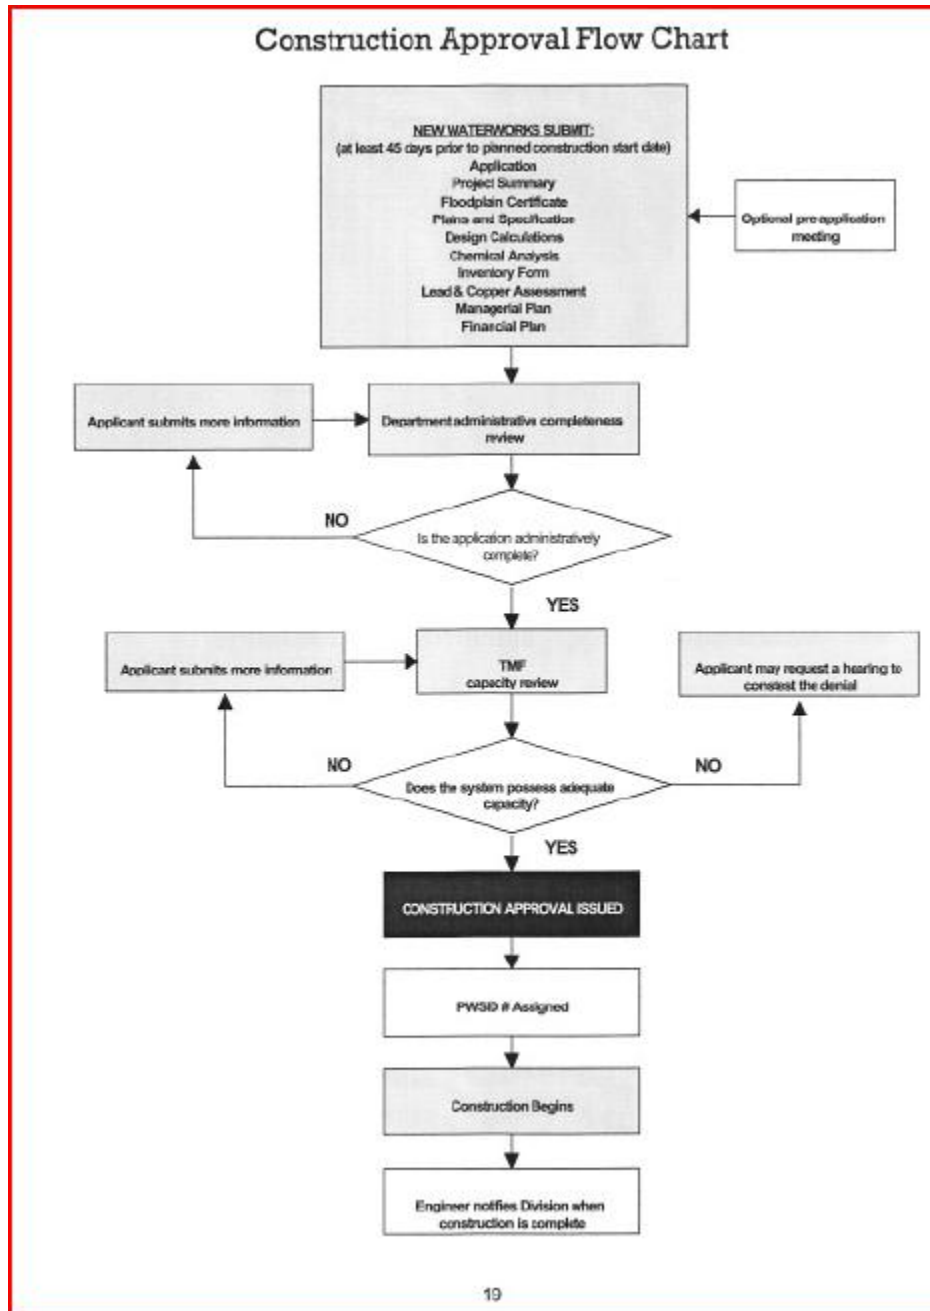 Construction Approval Flow Chart
NEW WATERWORKS SUBMIT:
(at least 45 days prior to planned construction start date)
Application
Project Summary
Floodplain Certificate
Plans and Specification
Design Calculations
Chemical Analysis
Inventory Form
Lead & Copper Assessment
Managerial Plan
Financial Plan
Optional pre-application
meeting
Applicant submits more information
Department administrative completeness
review
NO
Is the application administratively
complete?
YES
Applicant submits more information
TMF
capacity review
Applicant may request a hearing to
constest the denial
NO
Does the system possess adequate
capacity?
NO
YES
CONSTRUCTION APPROVAL ISSUED
PWSID # Assigned
Construction Begins
Engineer notfies Division when
construction is complete
19